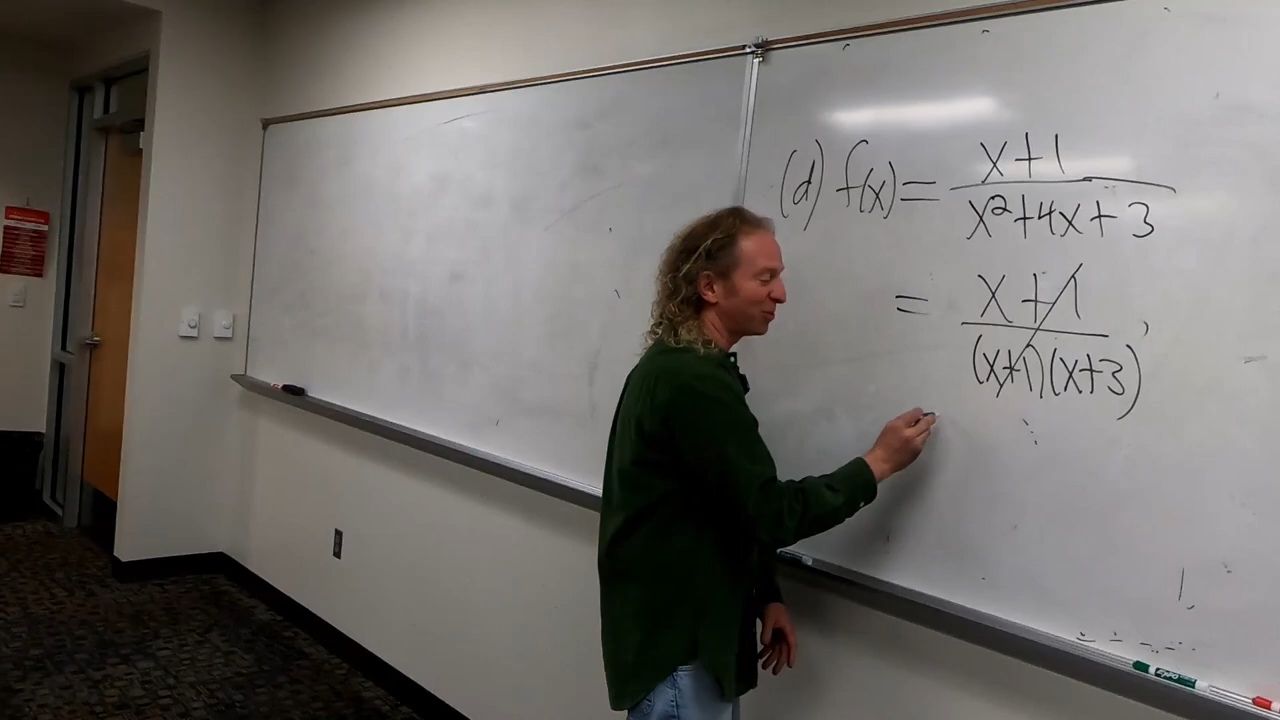 (d) f(x) = x+1 / x²+4x+3
= x+1 / (x+1)(x+3) ,